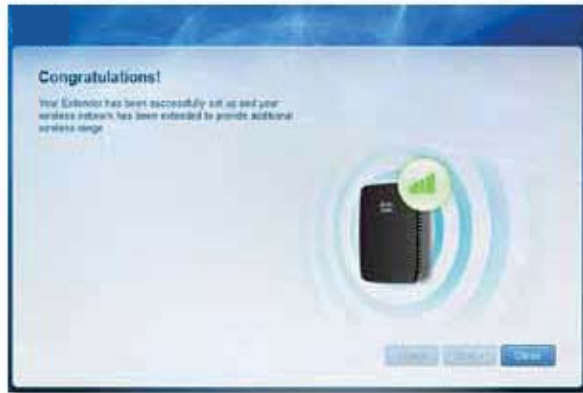 Congratulations!
Your Extender has been successfully set up and your
wireless network has been extended to provide additional
wireless range
Close